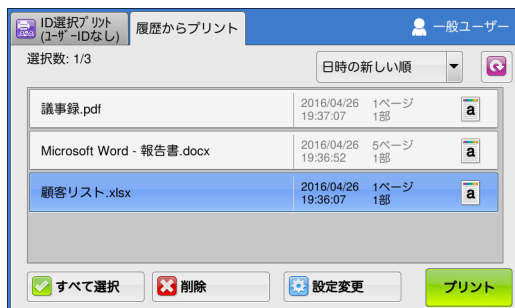 ID選択プリント
(ユーザーIDなし)
履歴からプリント
一般ユーザー
選択数: 1/3
日時の新しい順
議事録.pdf
2016/04/26 1ページ
19:37:07 1部
a
Microsoft Word - 報告書.docx
2016/04/26 5ページ
19:36:52 1部
a
顧客リスト.xlsx
2016/04/26 1ページ
19:36:07 1部
a
すべて選択
削除
設定変更
プリント